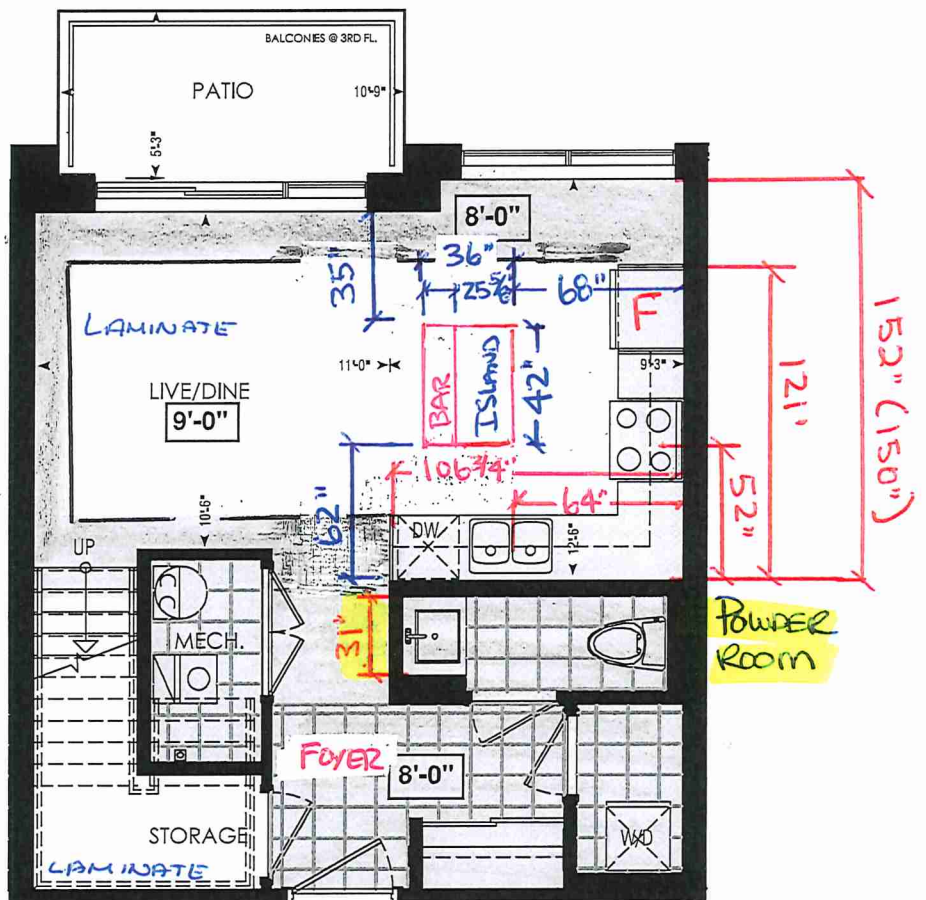 BALCONIES @ 3RD FL.
PATIO
10'-9"
5'-3"
8'-0"
36"
35"
25 5/8"
68"
F
LAMINATE
LIVE/DINE
9'-0"
11'-0"
BAR
ISLAND
42"
9'-3"
152" (150")
121"
106 3/4"
64"
52"
62"
10'-6"
DW
12'-6"
UP
MECH.
31"
POWDER
ROOM
FOYER
8'-0"
STORAGE
LAMINATE
W/D